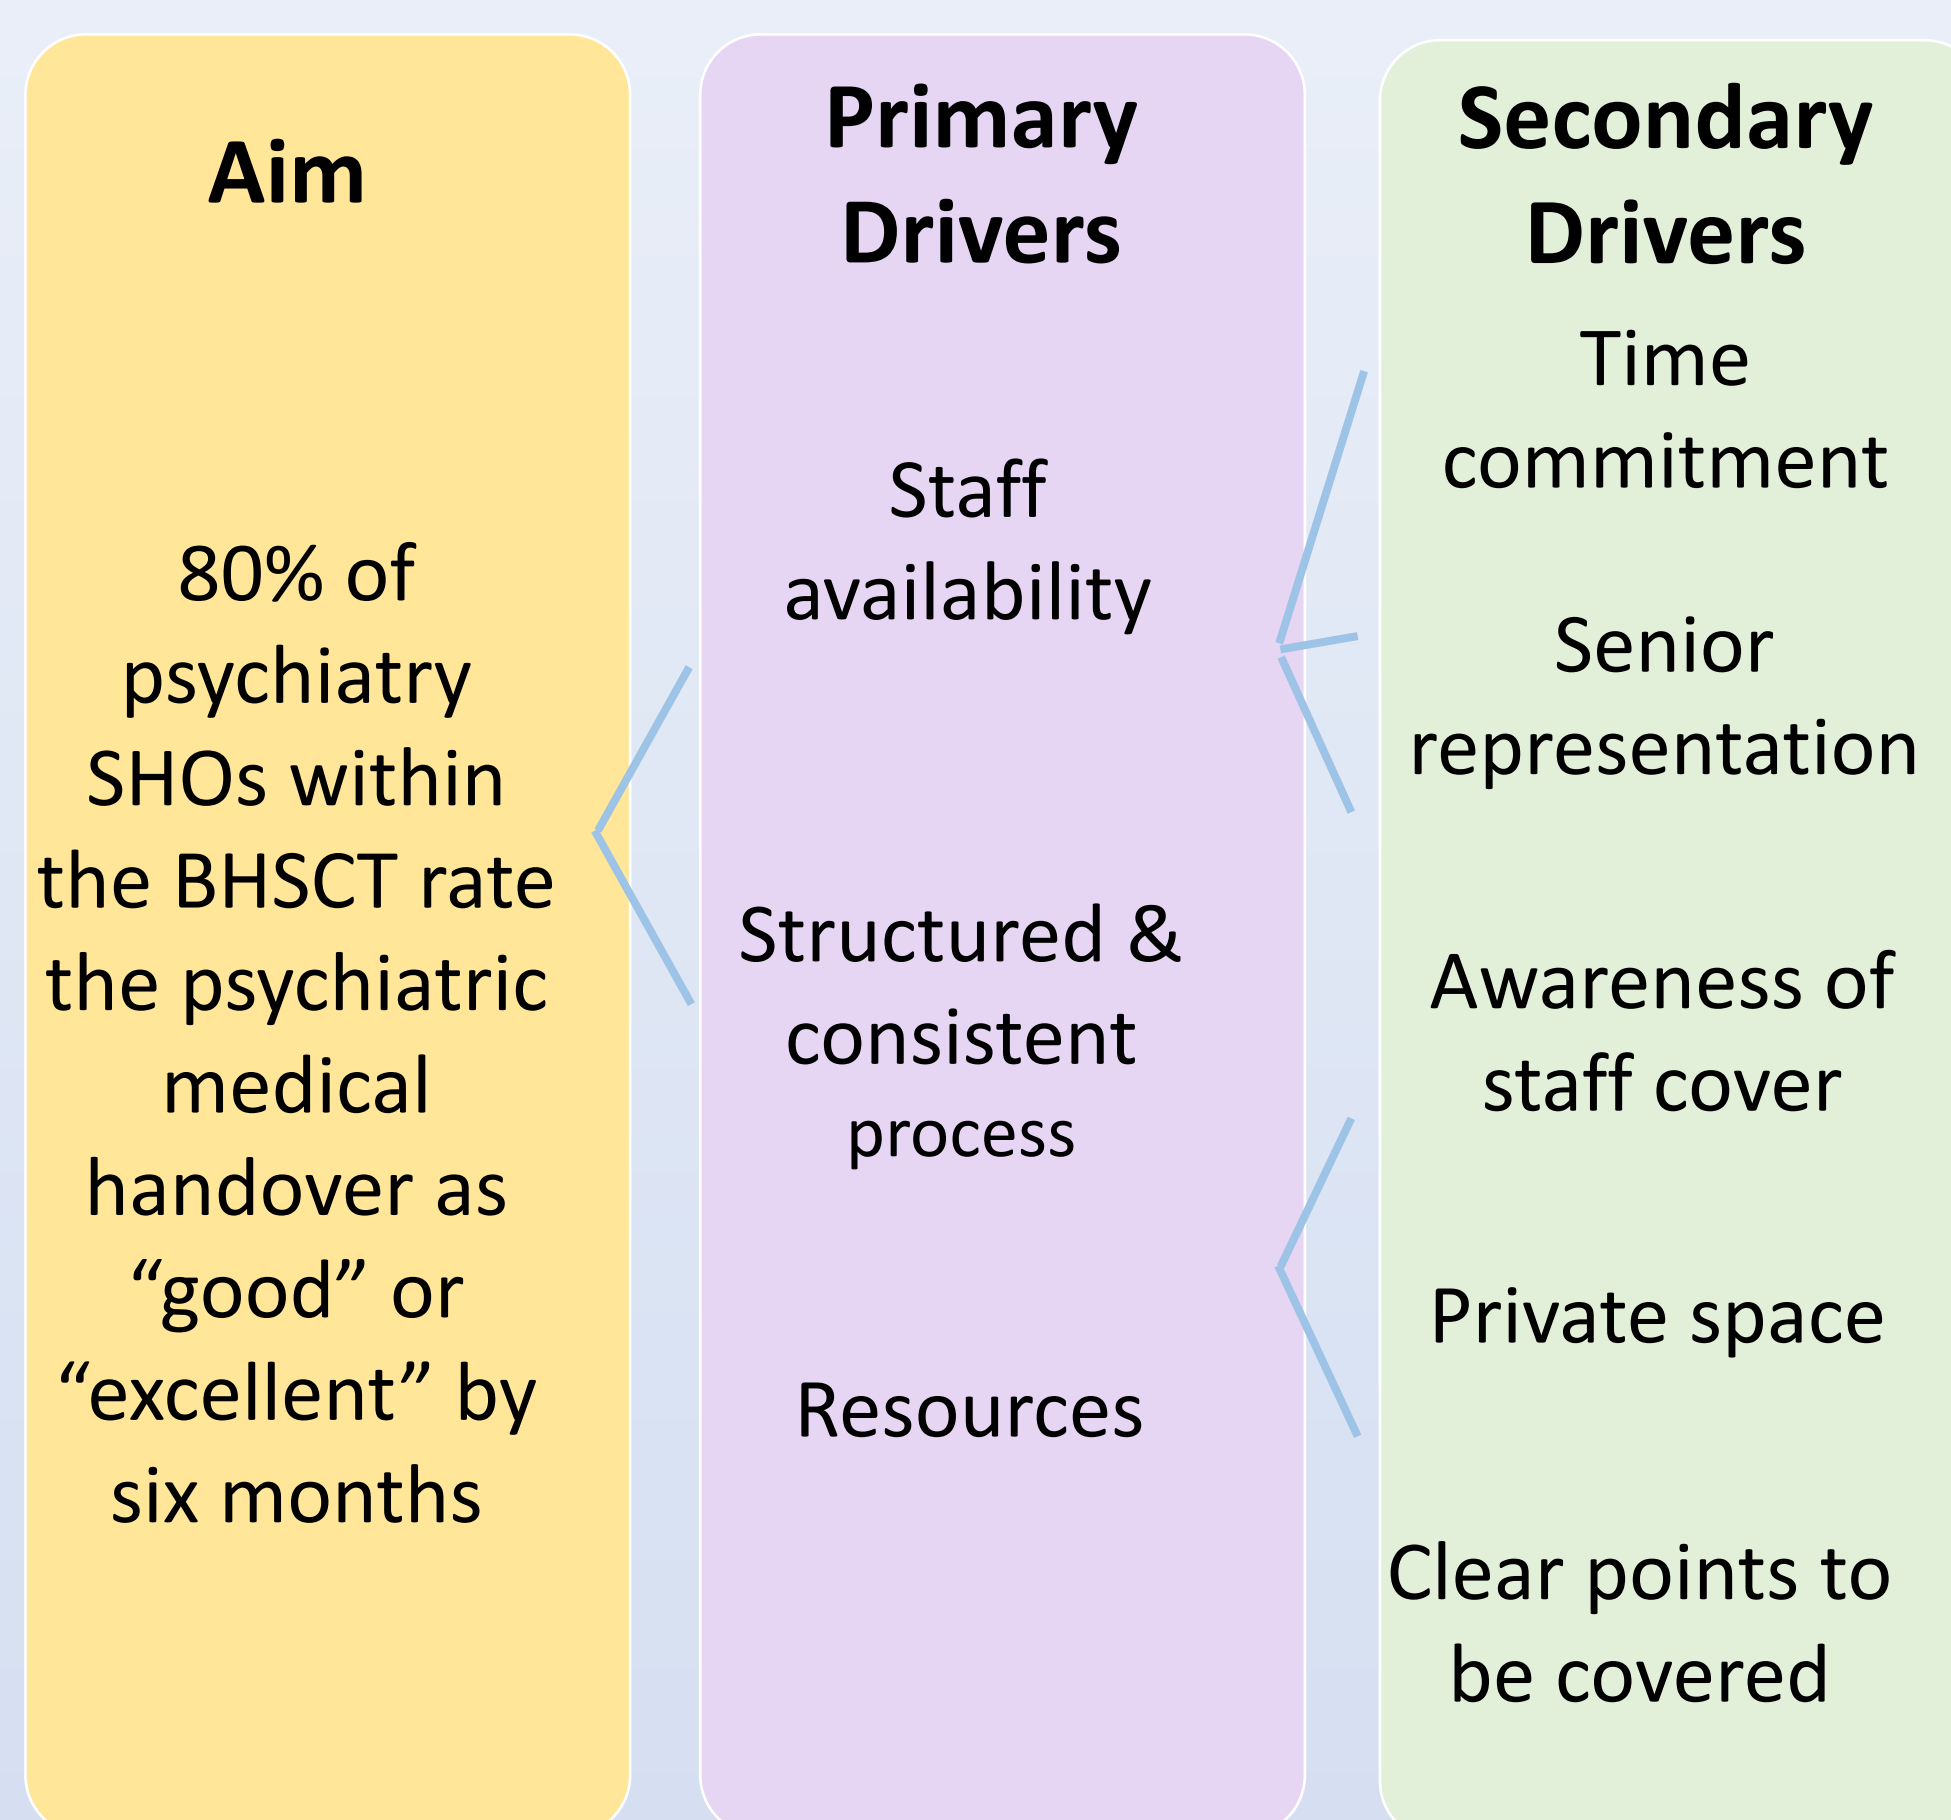 Aim
80% of
psychiatry
SHOs within
the BHSCT rate
the psychiatric
medical
handover as
“good” or
“excellent” by
six months
Primary
Drivers
Staff
availability
Structured &
consistent
process
Resources
Secondary
Drivers
Time
commitment
Senior
representation
Awareness of
staff cover
Private space
Clear points to
be covered